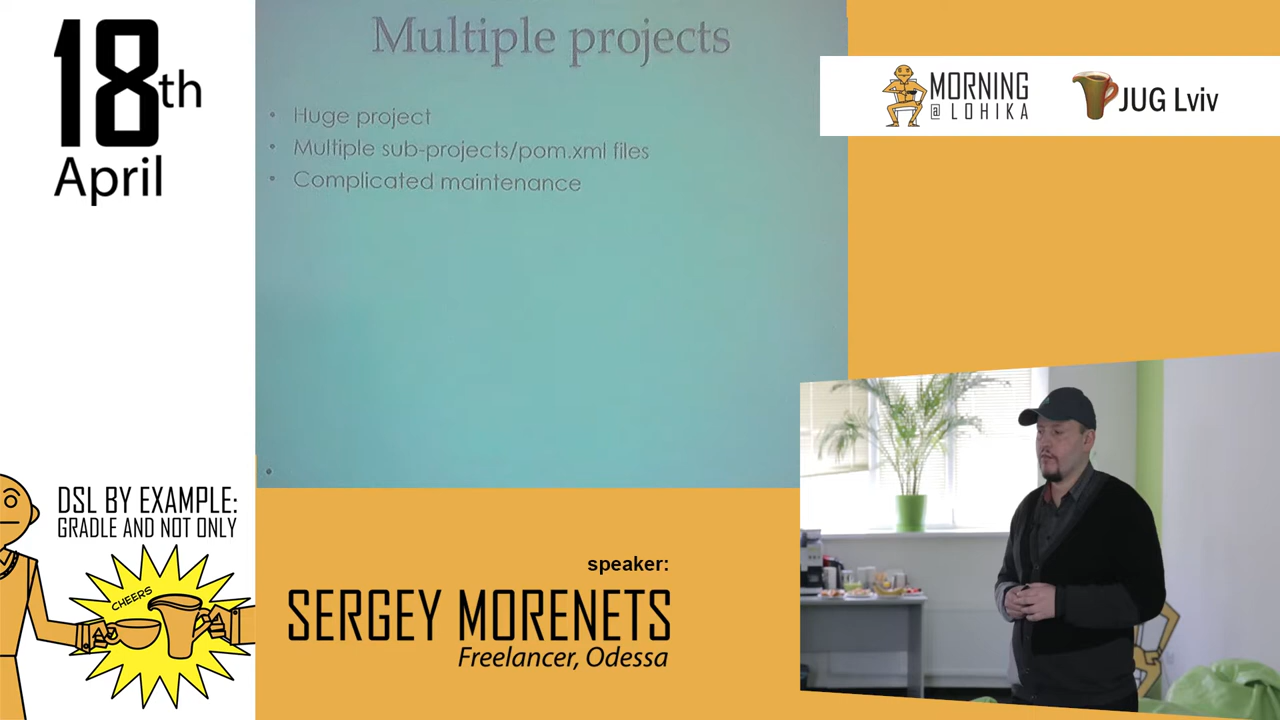 18th
April
Multiple projects
• Huge project
• Multiple sub-projects/pom.xml files
• Complicated maintenance
MORNING
@ LOHIKA
JUG Lviv
DSL BY EXAMPLE:
GRADLE AND NOT ONLY
CHEERS
speaker:
SERGEY MORENETS
Freelancer, Odessa